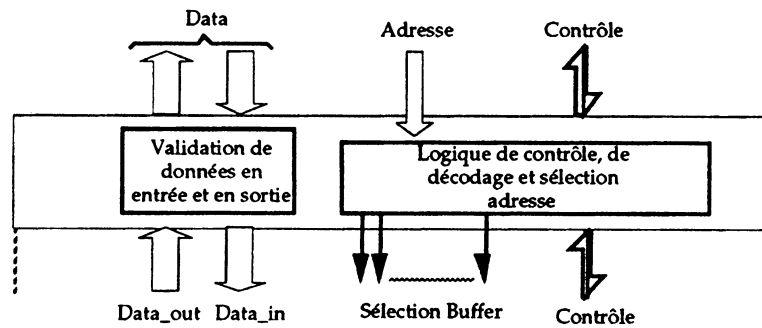 Data
Adresse
Contrôle
Validation de
données en
entrée et en sortie
Logique de contrôle, de
décodage et sélection
adresse
Data_out
Data_in
Sélection Buffer
Contrôle